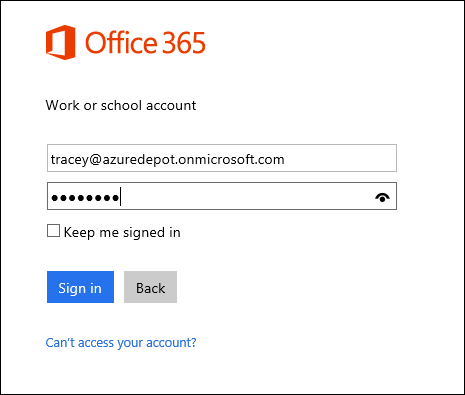 Office 365
Work or school account
tracey@azuredepot.onmicrosoft.com
••••••••
Keep me signed in
Sign in Back
Can't access your account?